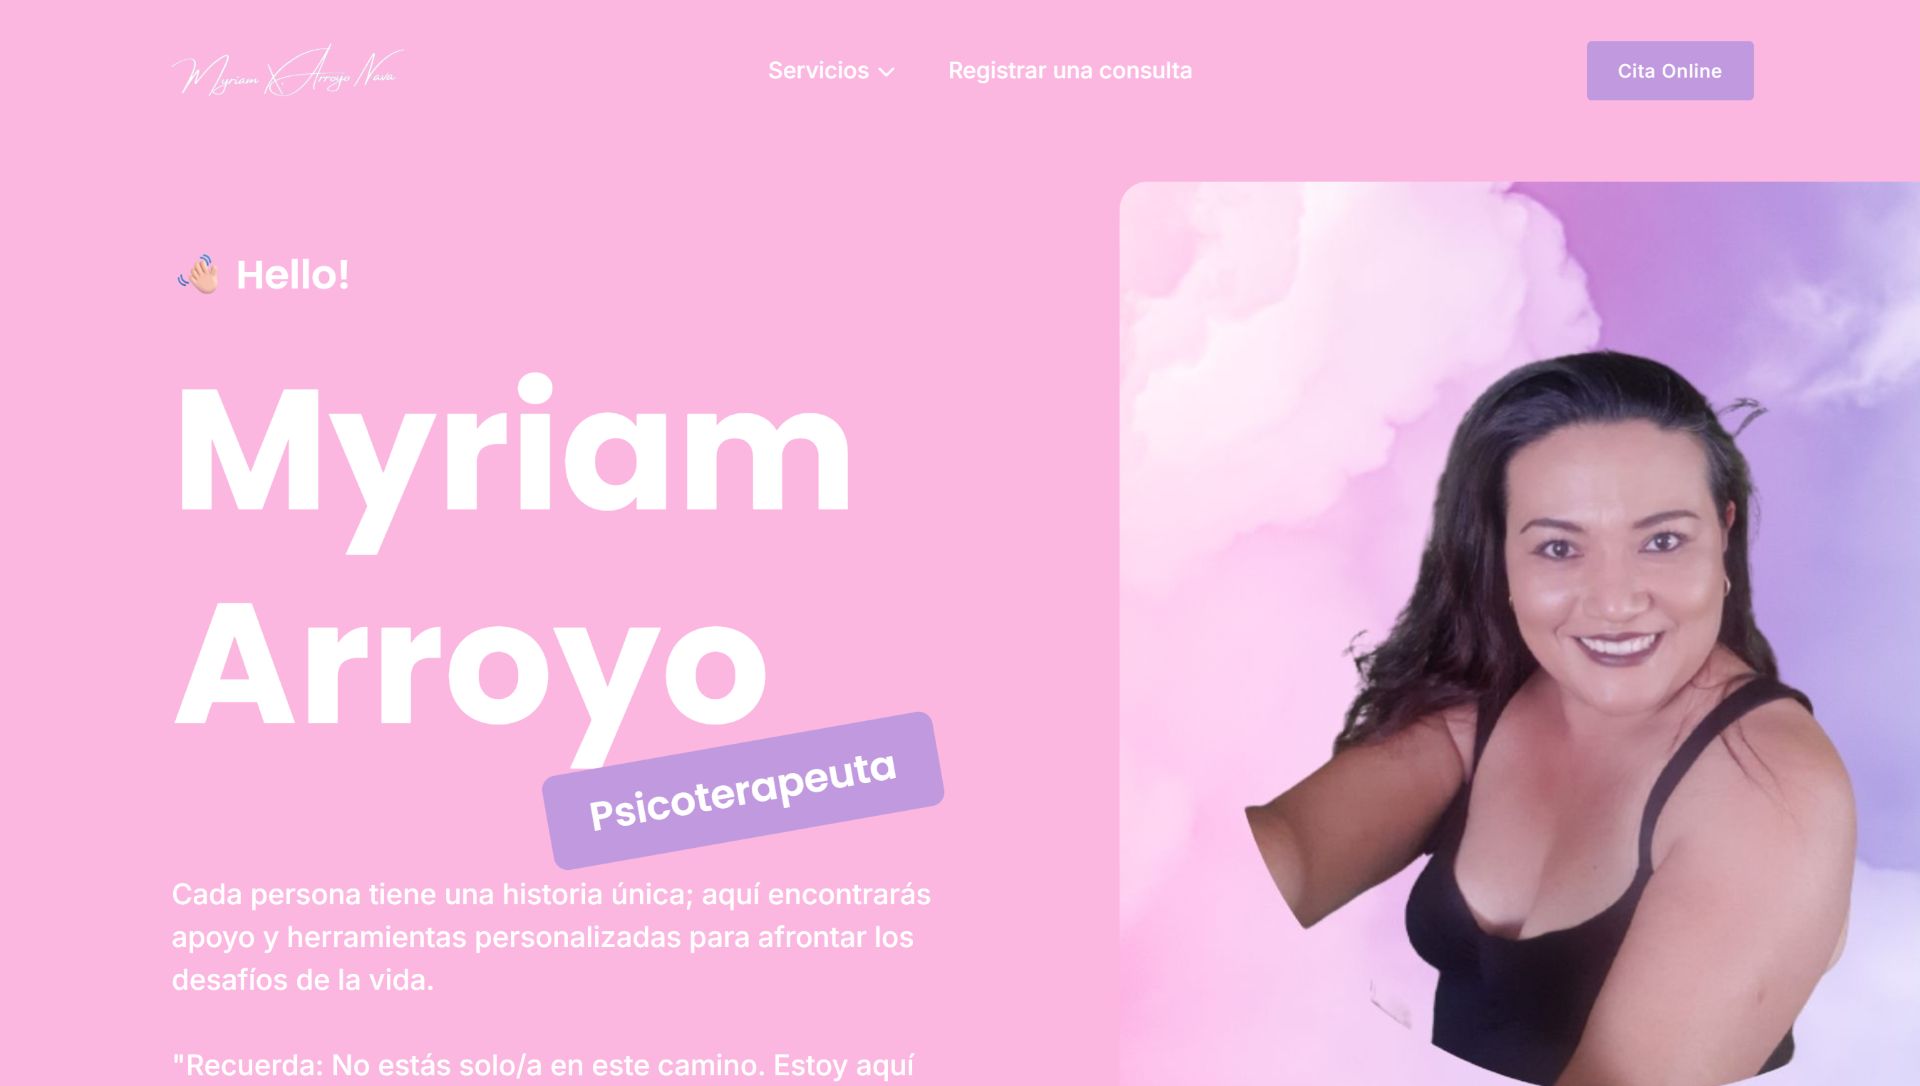 Myriam X. Arroyo Nava
Servicios
Registrar una consulta
Cita Online
Hello!
Myriam
Arroyo
Psicoterapeuta
Cada persona tiene una historia única; aquí encontrarás
apoyo y herramientas personalizadas para afrontar los
desafíos de la vida.
"Recuerda: No estás solo/a en este camino. Estoy aquí